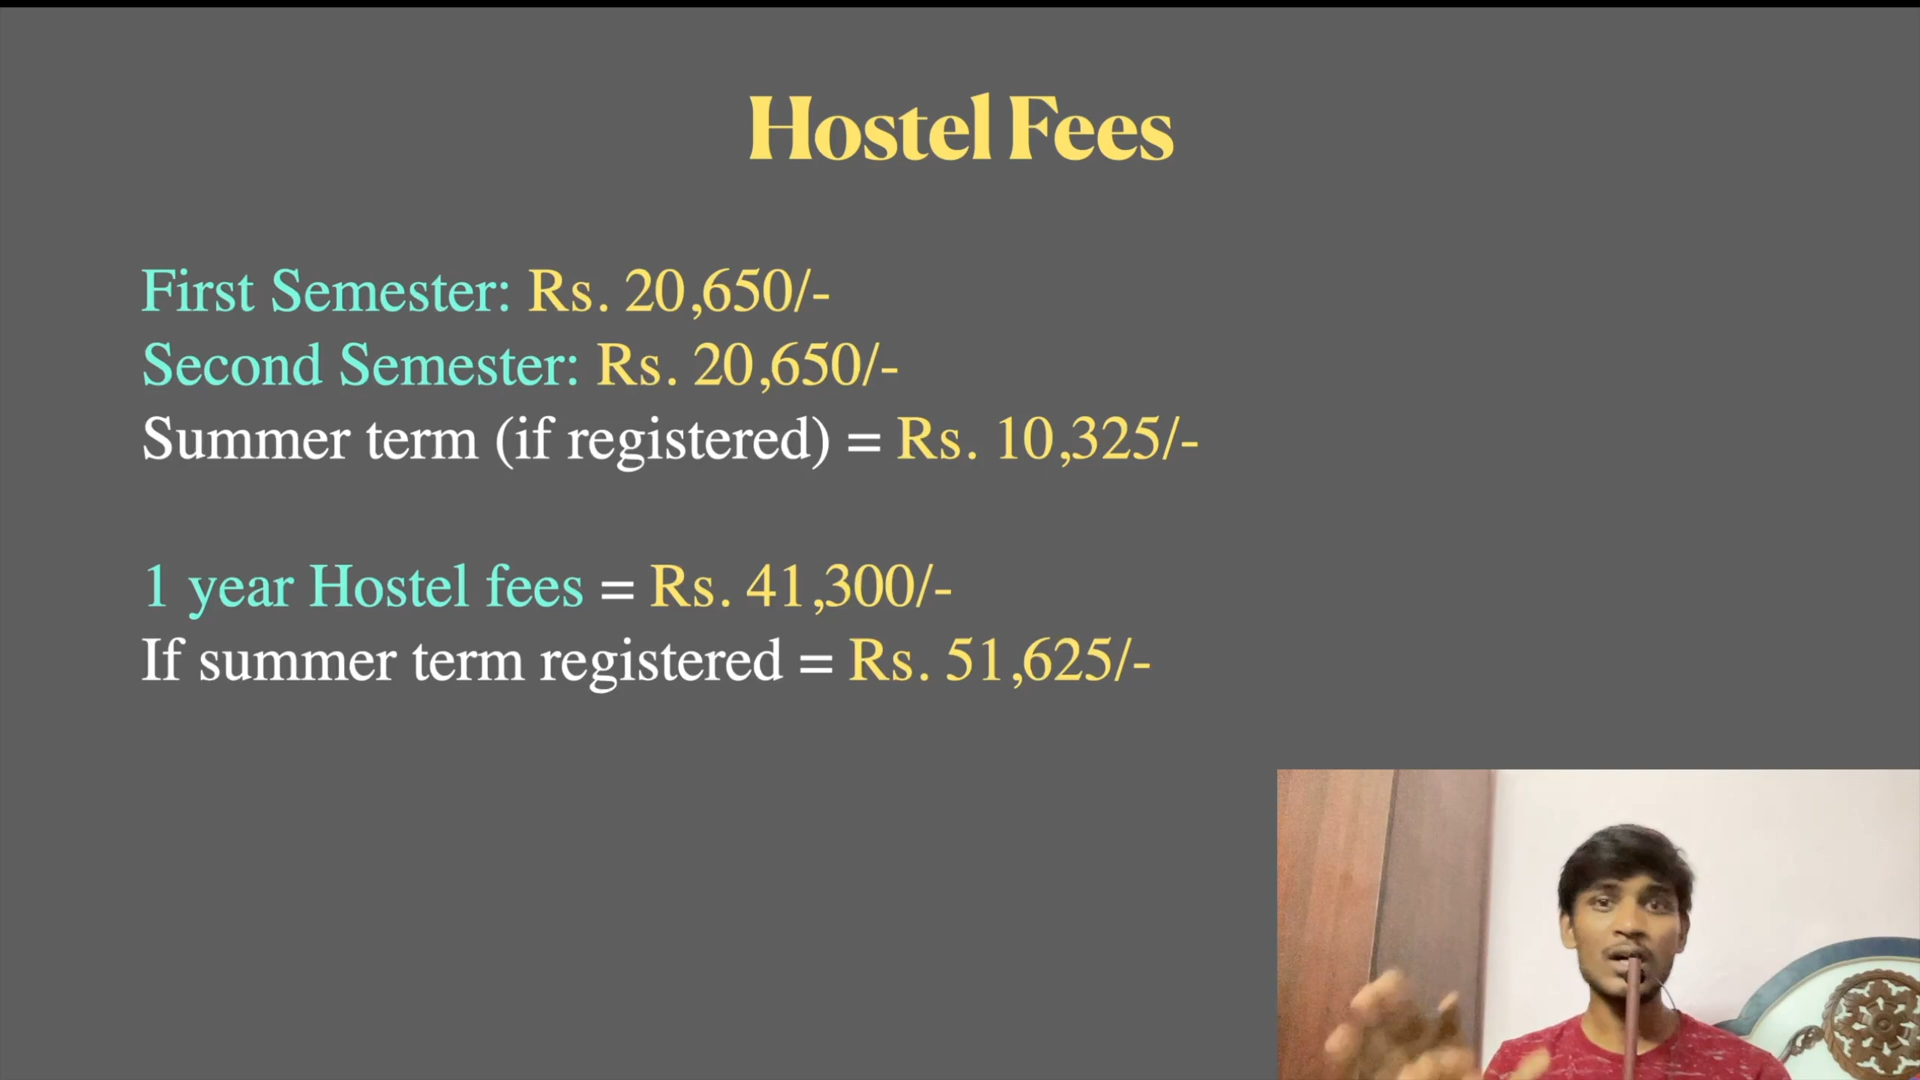 Hostel Fees
First Semester: Rs. 20,650/-
Second Semester: Rs. 20,650/-
Summer term (if registered) = Rs. 10,325/-
1 year Hostel fees = Rs. 41,300/-
If summer term registered = Rs. 51,625/-